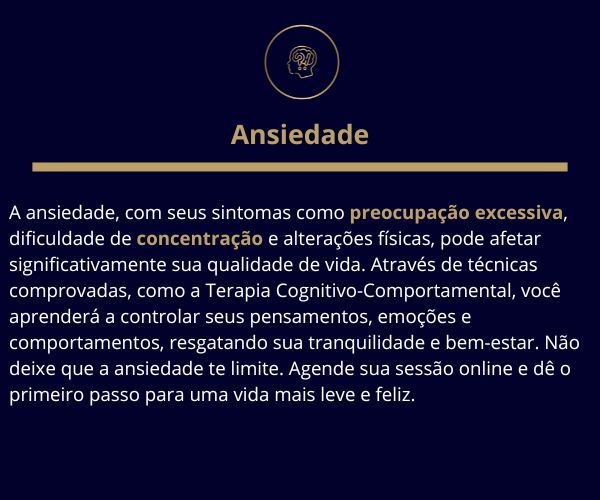 Ansiedade
A ansiedade, com seus sintomas como preocupação excessiva,
dificuldade de concentração e alterações físicas, pode afetar
significativamente sua qualidade de vida. Através de técnicas
comprovadas, como a Terapia Cognitivo-Comportamental, você
aprenderá a controlar seus pensamentos, emoções e
comportamentos, resgatando sua tranquilidade e bem-estar. Não
deixe que a ansiedade te limite. Agende sua sessão online e dê o
primeiro passo para uma vida mais leve e feliz.